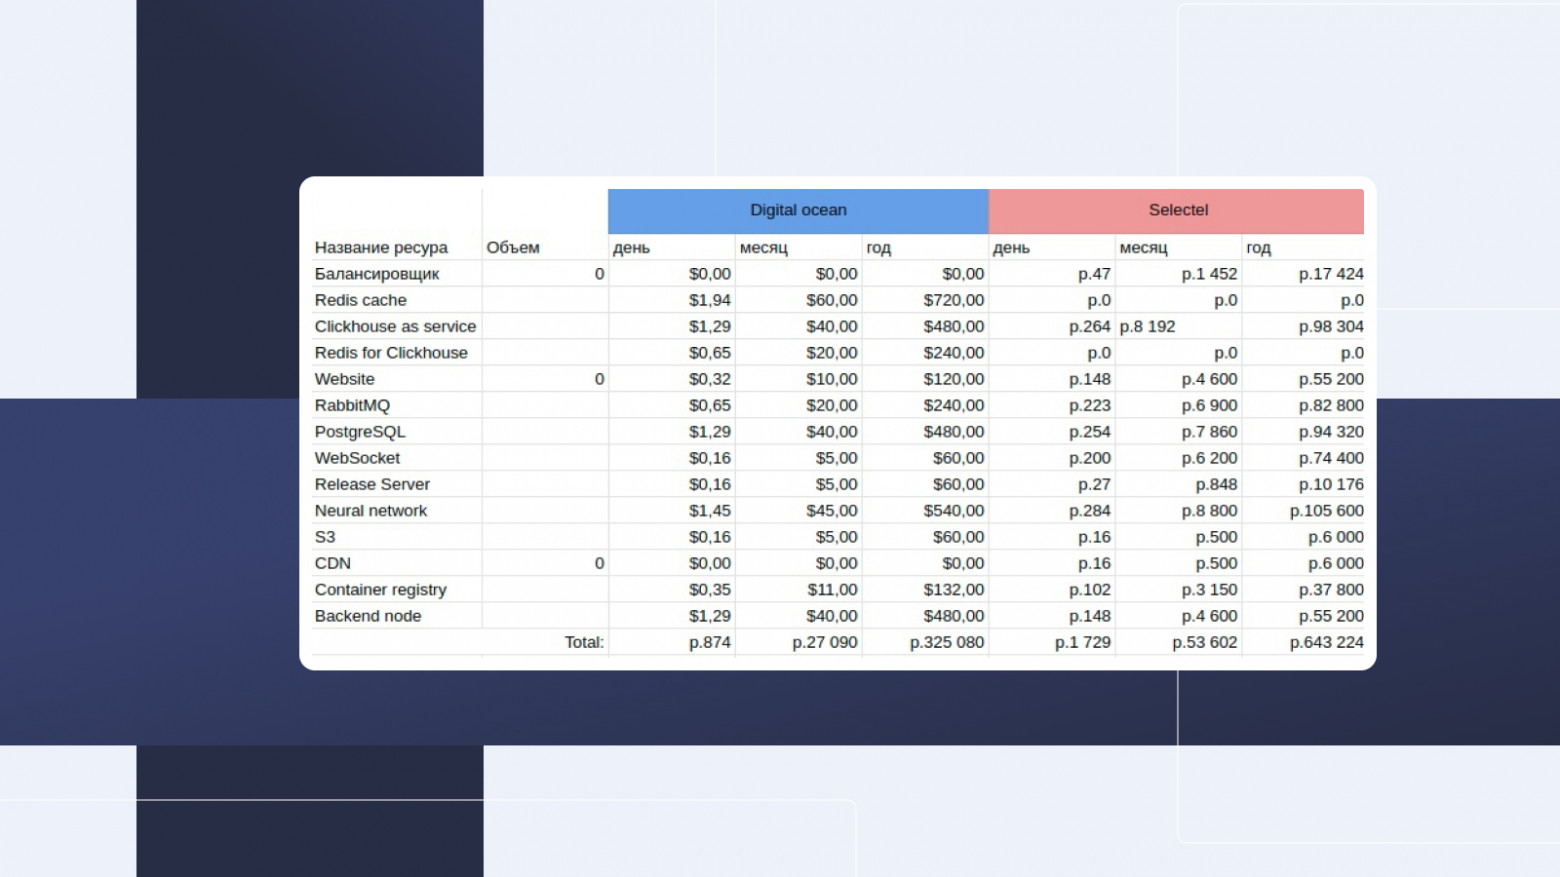 Digital ocean Selectel
Название ресура Объем день месяц год день месяц год
Балансировщик 0 $0,00 $0,00 $0,00 р.47 р.1 452 р.17 424
Redis cache $1,94 $60,00 $720,00 р.0 р.0 р.0
Clickhouse as service $1,29 $40,00 $480,00 р.264 р.8 192 р.98 304
Redis for Clickhouse $0,65 $20,00 $240,00 р.0 р.0 р.0
Website 0 $0,32 $10,00 $120,00 р.148 р.4 600 р.55 200
RabbitMQ $0,65 $20,00 $240,00 р.223 р.6 900 р.82 800
PostgreSQL $1,29 $40,00 $480,00 р.254 р.7 860 р.94 320
WebSocket $0,16 $5,00 $60,00 р.200 р.6 200 р.74 400
Release Server $0,16 $5,00 $60,00 р.27 р.848 р.10 176
Neural network $1,45 $45,00 $540,00 р.284 р.8 800 р.105 600
S3 $0,16 $5,00 $60,00 р.16 р.500 р.6 000
CDN 0 $0,00 $0,00 $0,00 р.16 р.500 р.6 000
Container registry $0,35 $11,00 $132,00 р.102 р.3 150 р.37 800
Backend node $1,29 $40,00 $480,00 р.148 р.4 600 р.55 200
Total: р.874 р.27 090 р.325 080 р.1 729 р.53 602 р.643 224